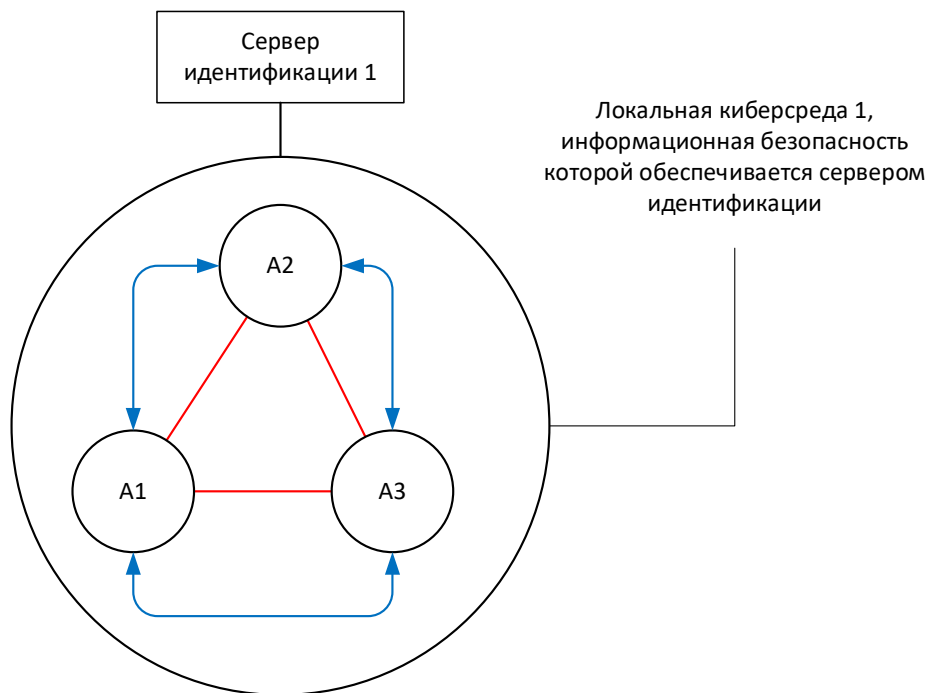 Сервер
идентификации 1
Локальная киберсреда 1,
информационная безопасность
которой обеспечивается сервером
идентификации
А2
А1
А3